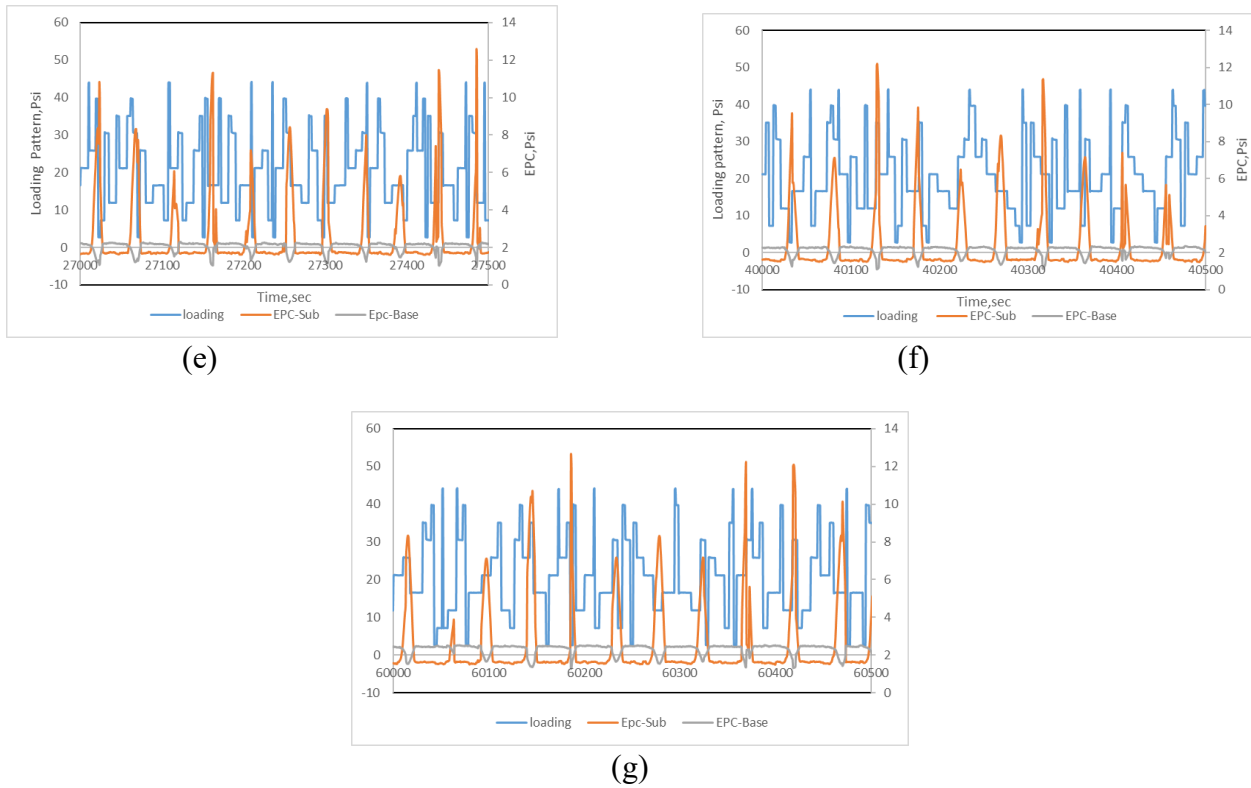 60 50 40 30 20 10 0 -10
Loading Pattern,Psi
14 12 10 8 6 4 2 0
EPC,Psi
27000 27100 27200 27300 27400 27500
Time,sec
loading EPC-Sub Epc-Base
(e)
60 50 40 30 20 10 0 -10
Loading pattern, Psi
14 12 10 8 6 4 2 0
EPC,Psi
40000 40100 40200 40300 40400 40500
Time,sec
loading EPC-Sub EPC-Base
(f)
60 50 40 30 20 10 0 -10
14 12 10 8 6 4 2 0
60000 60100 60200 60300 60400 60500
loading Epc-Sub EPC-Base
(g)